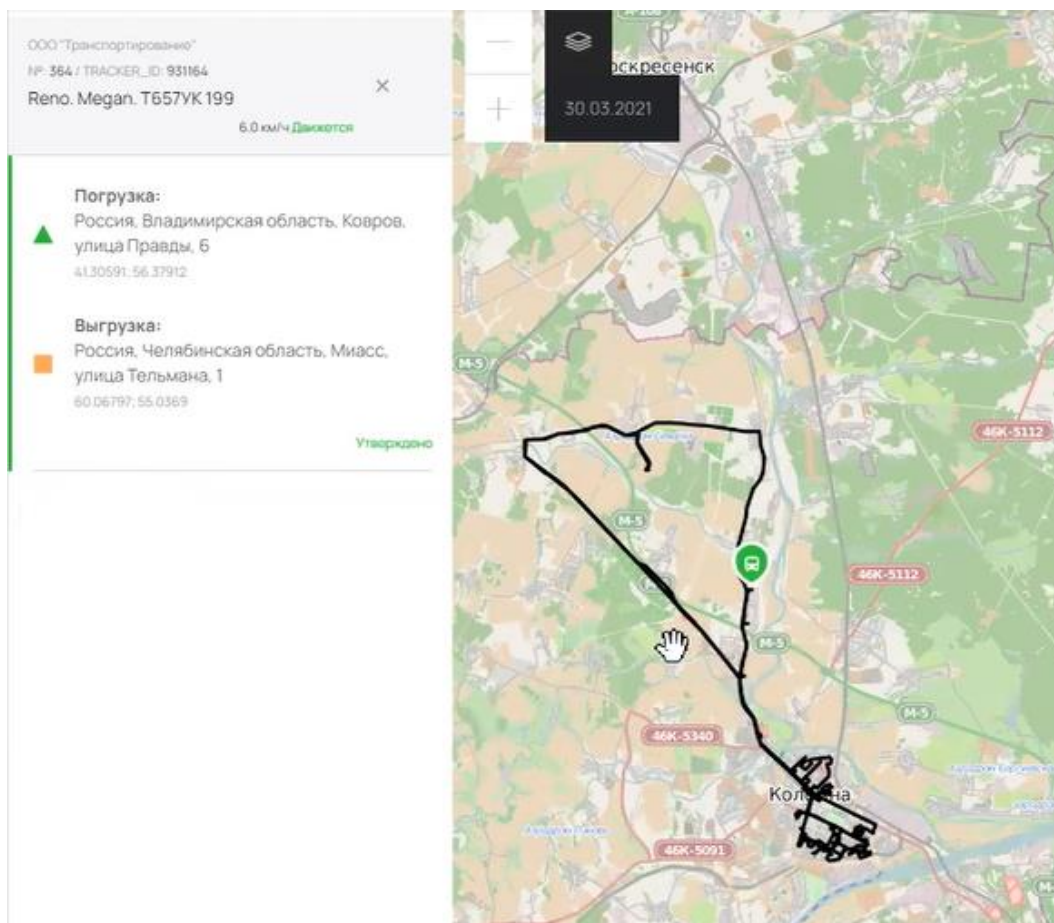 ООО "Транспортирование"
№: 364 / TRACKER_ID: 931164
Reno. Megan. Т657УК 199
6.0 км/ч Движется
Погрузка:
Россия, Владимирская область, Ковров,
улица Правды, 6
41.30591; 56.37912
Выгрузка:
Россия, Челябинская область, Миасс,
улица Тельмана, 1
60.06797; 55.0369
Утверждено
30.03.2021
оскресенск
М-5
46К-5112
М-5
46К-5112
М-5
М-5
46К-5340
46К-5091